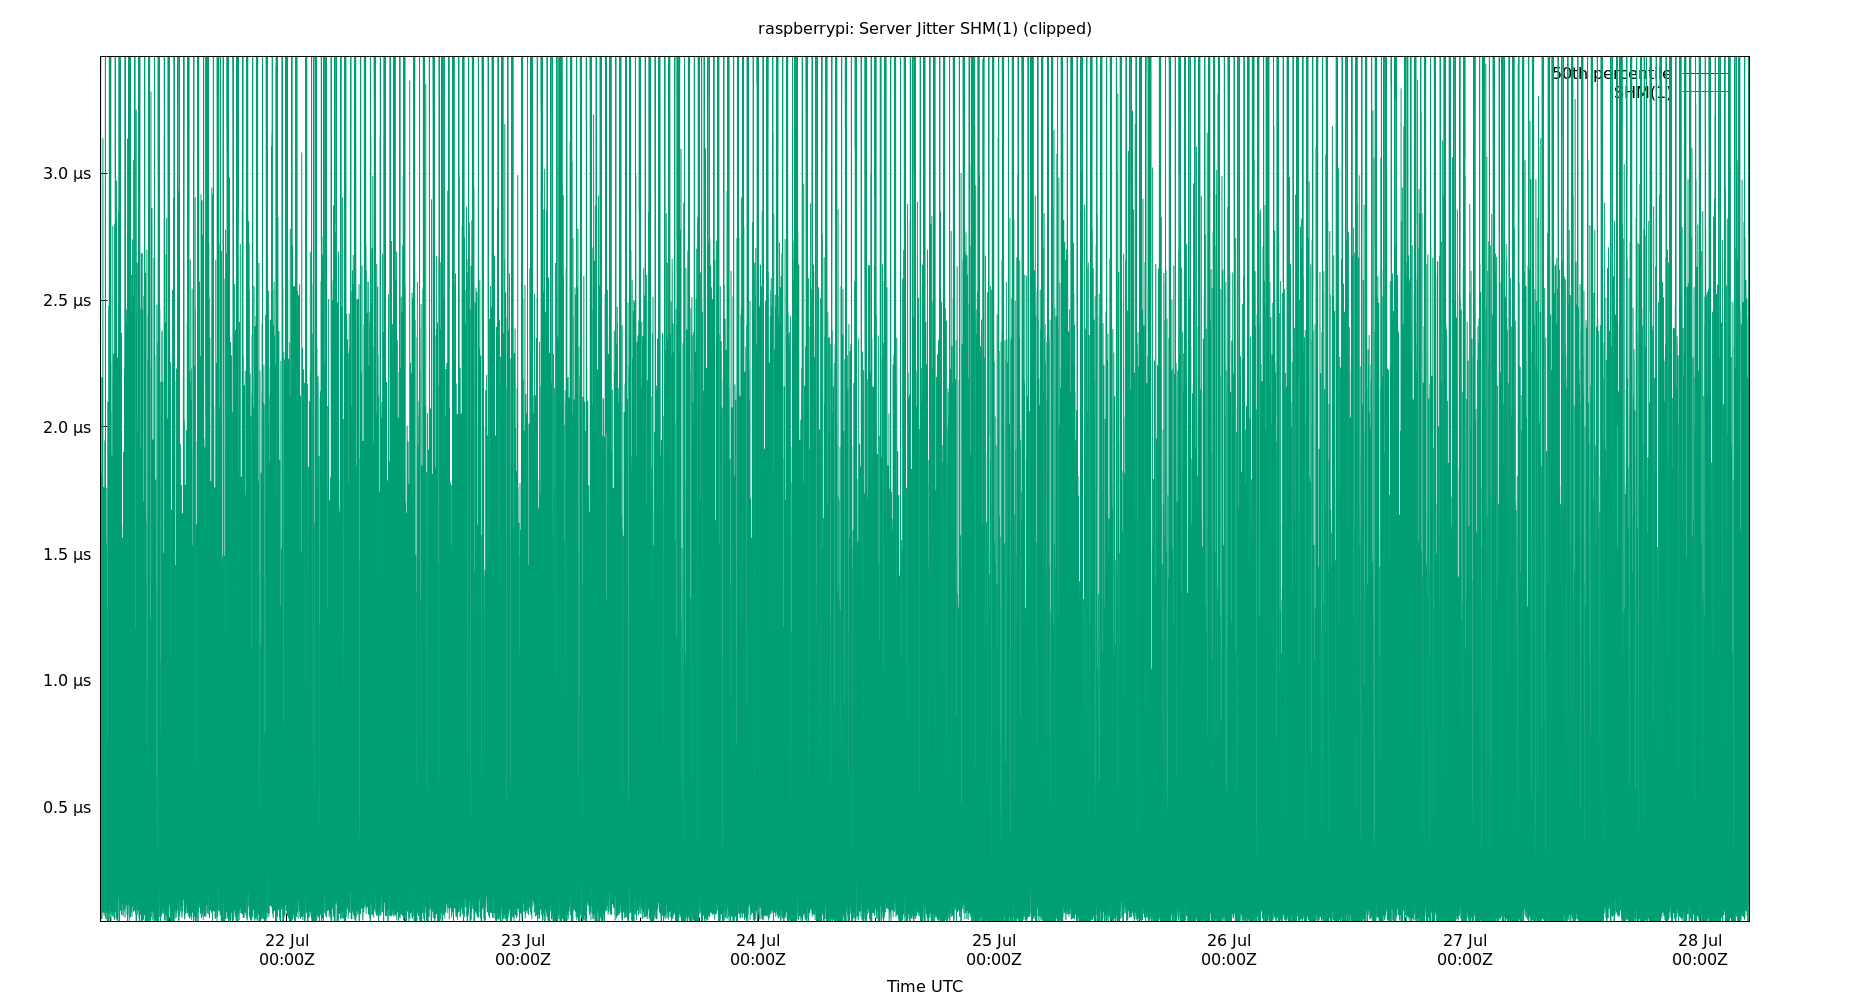 raspberrypi: Server Jitter SHM(1) (clipped)
50th percentile
SHM(1)
3.0 µs
2.5 µs
2.0 µs
1.5 µs
1.0 µs
0.5 µs
22 Jul 23 Jul 24 Jul 25 Jul 26 Jul 27 Jul 28 Jul
00:00Z 00:00Z 00:00Z 00:00Z 00:00Z 00:00Z 00:00Z
Time UTC